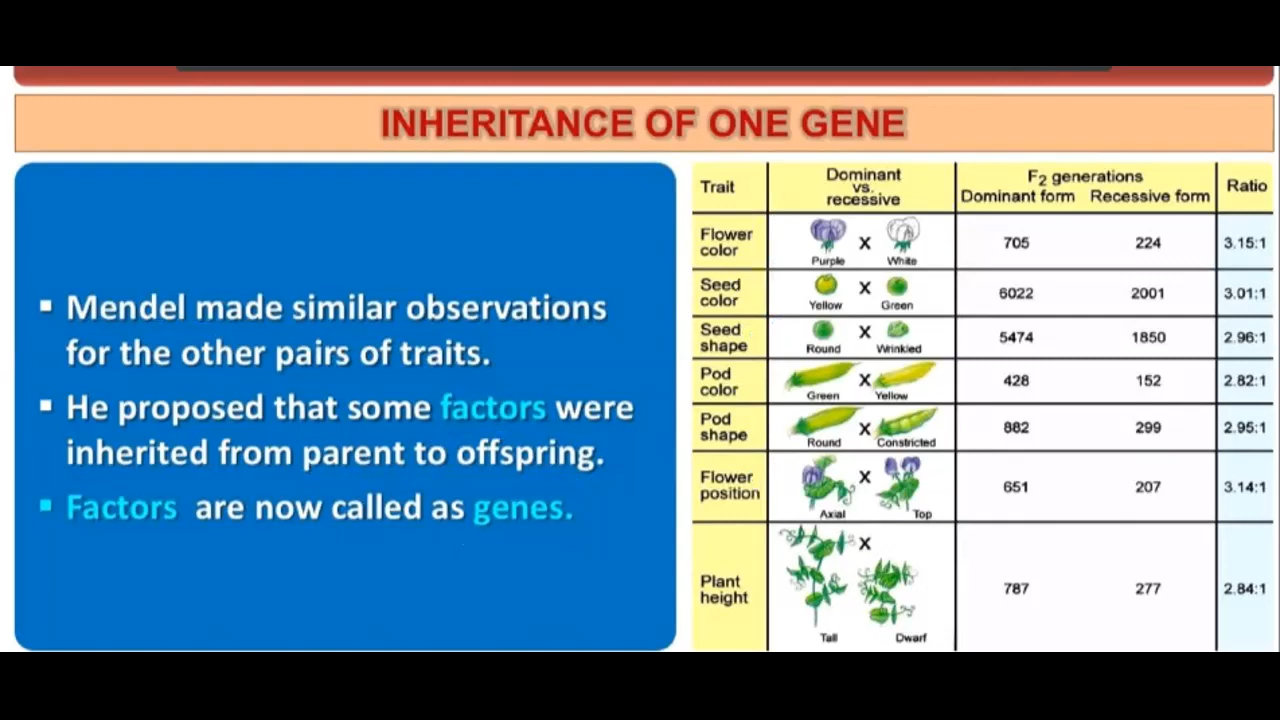 INHERITANCE OF ONE GENE
▪ Mendel made similar observations
for the other pairs of traits.
▪ He proposed that some factors were
inherited from parent to offspring.
▪ Factors are now called as genes.
Trait
Dominant
vs.
recessive
F2 generations
Dominant form Recessive form
Ratio
Flower
color
X
Purple White
705 224 3.15:1
Seed
color
X
Yellow Green
6022 2001 3.01:1
Seed
shape
X
Round Wrinkled
5474 1850 2.96:1
Pod
color
X
Green Yellow
428 152 2.82:1
Pod
shape
X
Round Constricted
882 299 2.95:1
Flower
position
X
Axial Top
651 207 3.14:1
Plant
height
X
Tall Dwarf
787 277 2.84:1